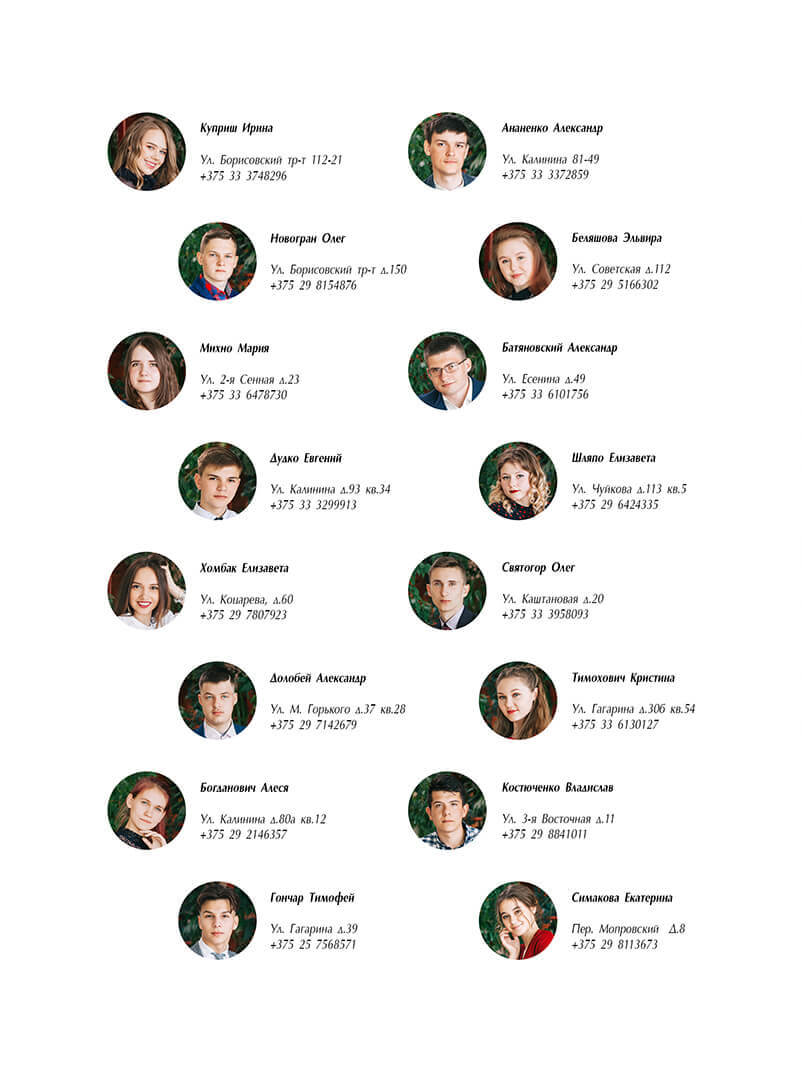 Куприш Ирина
Ул. Борисовский тр-т 112-21
+375 33 3748296
Ананенко Александр
Ул. Калинина 81-49
+375 33 3372859
Новогран Олег
Ул. Борисовский тр-т д.150
+375 29 8154876
Беляшова Эльвира
Ул. Советская д.112
+375 29 5166302
Михно Мария
Ул. 2-я Сенная д.23
+375 33 6478730
Батяновский Александр
Ул. Есенина д.49
+375 33 6101756
Дудко Евгений
Ул. Калинина д.93 кв.34
+375 33 3299913
Шляпо Елизавета
Ул. Чуйкова д.113 кв.5
+375 29 6424335
Хомбак Елизавета
Ул. Коцарева, д.60
+375 29 7807923
Святогор Олег
Ул. Каштановая д.20
+375 33 3958093
Долобей Александр
Ул. М. Горького д.37 кв.28
+375 29 7142679
Тимохович Кристина
Ул. Гагарина д.30б кв.54
+375 33 6130127
Богданович Алеся
Ул. Калинина д.80а кв.12
+375 29 2146357
Костюченко Владислав
Ул. 3-я Восточная д.11
+375 29 8841011
Гончар Тимофей
Ул. Гагарина д.39
+375 25 7568571
Симакова Екатерина
Пер. Мопровский Д.8
+375 29 8113673